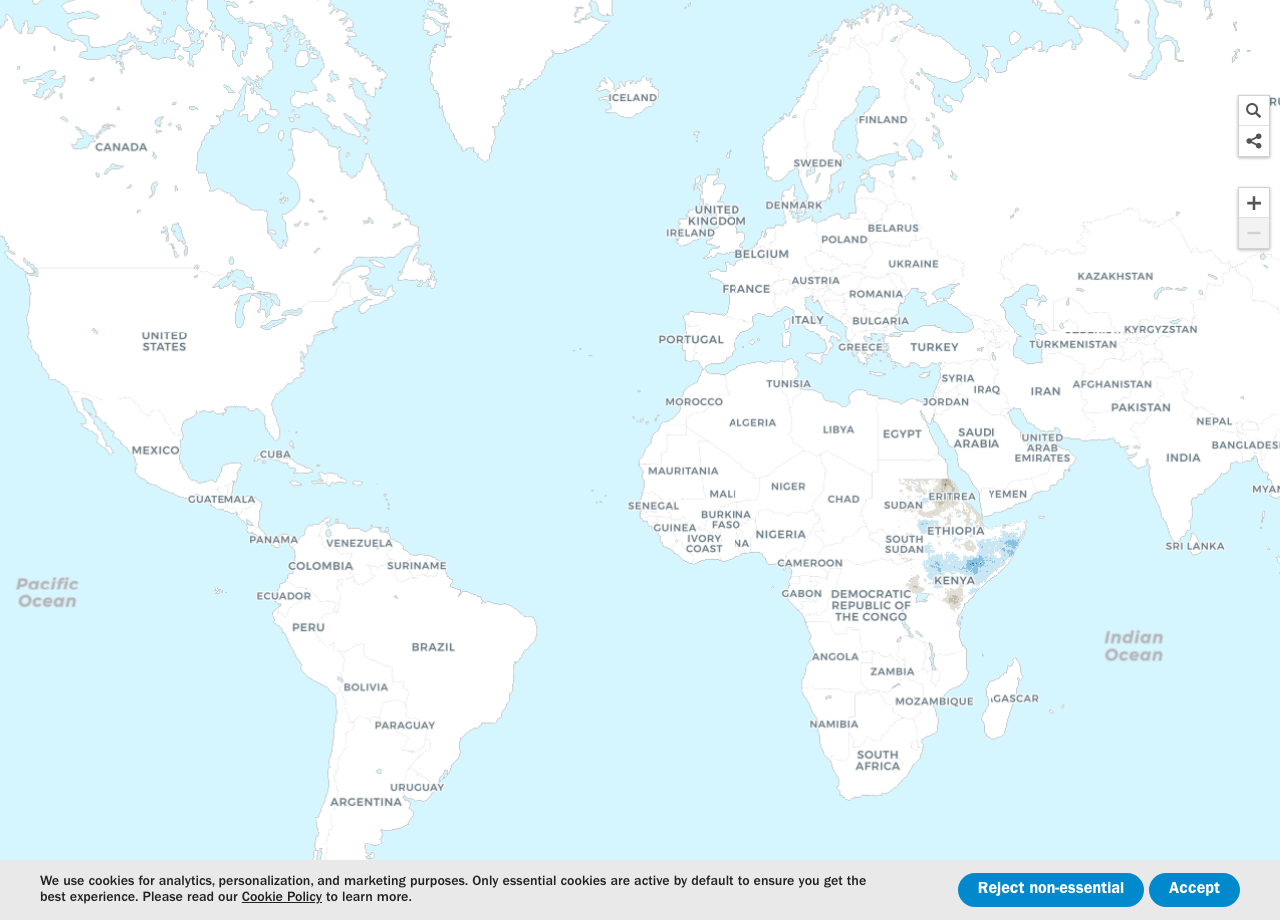 ICELAND
FINLAND
CANADA
SWEDEN
DENMARK
UNITED
KINGDOM
IRELAND
BELARUS
POLAND
BELGIUM
UKRAINE
KAZAKHSTAN
AUSTRIA
FRANCE
ROMANIA
ITALY
BULGARIA
KYRGYZSTAN
UNITED
STATES
PORTUGAL
GREECE
TURKEY
TURKMENISTAN
SYRIA
TUNISIA
IRAQ
IRAN
AFGHANISTAN
MOROCCO
JORDAN
PAKISTAN
ALGERIA
LIBYA
EGYPT
SAUDI
ARABIA
NEPAL
UNITED
ARAB
EMIRATES
BANGLADESH
MEXICO
CUBA
INDIA
MAURITANIA
NIGER
CHAD
MALI
ERITREA
YEMEN
MYAN
GUATEMALA
SENEGAL
SUDAN
BURKINA
FASO
GUINEA
IVORY
COAST
NA
NIGERIA
ETHIOPIA
SOUTH
SUDAN
PANAMA
VENEZUELA
SRI LANKA
COLOMBIA
SURINAME
CAMEROON
KENYA
Pacific
Ocean
ECUADOR
GABON
DEMOCRATIC
REPUBLIC OF
THE CONGO
PERU
BRAZIL
Indian
Ocean
ANGOLA
ZAMBIA
BOLIVIA
MOZAMBIQUE
GASCAR
PARAGUAY
NAMIBIA
SOUTH
AFRICA
URUGUAY
ARGENTINA
We use cookies for analytics, personalization, and marketing purposes. Only essential cookies are active by default to ensure you get the
best experience. Please read our Cookie Policy to learn more.
Reject non-essential
Accept